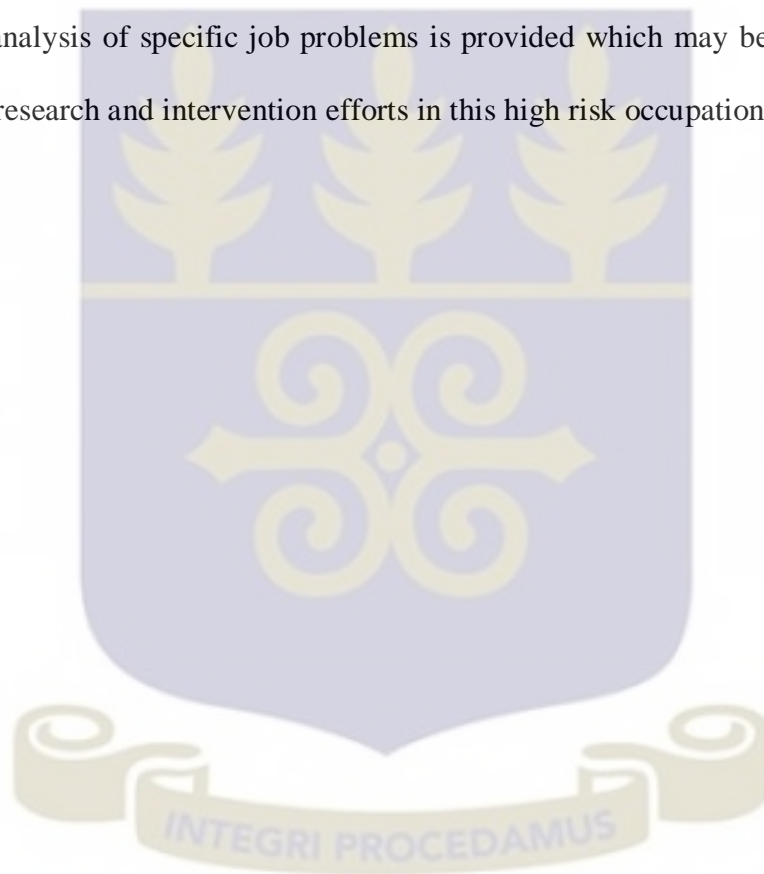 analysis of specific job problems is provided which may be
research and intervention efforts in this high risk occupation
INTEGRI PROCEDAMUS